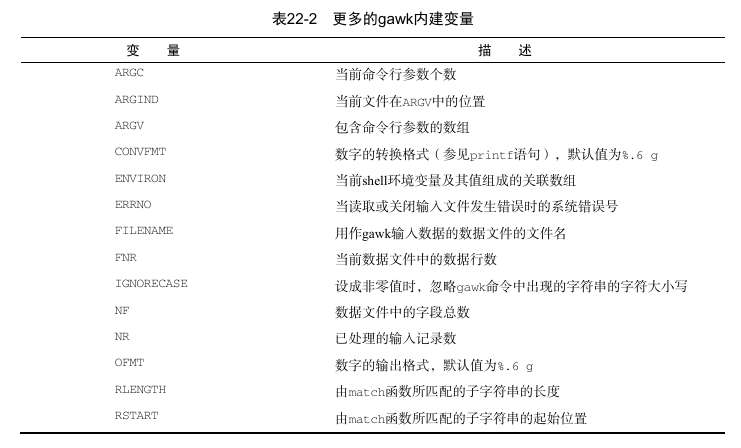 表22-2 更多的gawk内建变量
变 量 描 述
ARGC 当前命令行参数个数
ARGIND 当前文件在ARGV中的位置
ARGV 包含命令行参数的数组
CONVFMT 数字的转换格式（参见printf语句），默认值为%.6 g
ENVIRON 当前shell环境变量及其值组成的关联数组
ERRNO 当读取或关闭输入文件发生错误时的系统错误号
FILENAME 用作gawk输入数据的数据文件的文件名
FNR 当前数据文件中的数据行数
IGNORECASE 设成非零值时，忽略gawk命令中出现的字符串的字符大小写
NF 数据文件中的字段总数
NR 已处理的输入记录数
OFMT 数字的输出格式，默认值为%.6 g
RLENGTH 由match函数所匹配的子字符串的长度
RSTART 由match函数所匹配的子字符串的起始位置